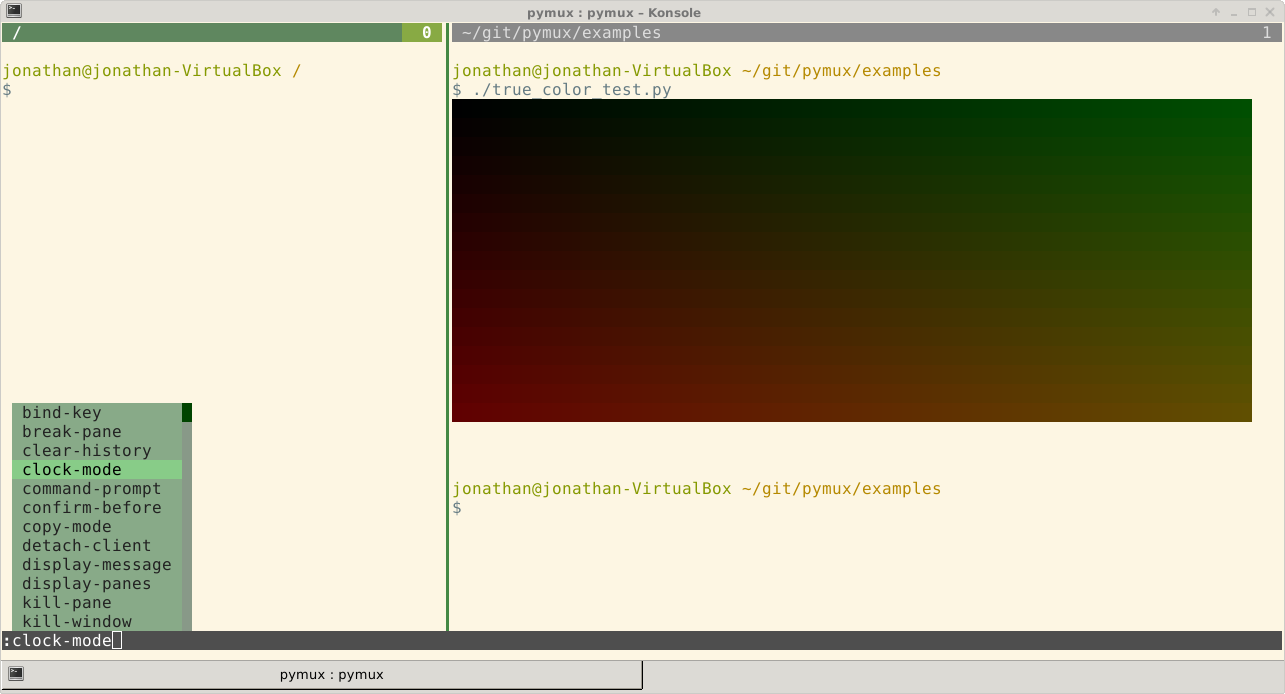 pymux : pymux – Konsole
/ 0
jonathan@jonathan-VirtualBox /
$
bind-key
break-pane
clear-history
clock-mode
command-prompt
confirm-before
copy-mode
detach-client
display-message
display-panes
kill-pane
kill-window
~/git/pymux/examples 1
jonathan@jonathan-VirtualBox ~/git/pymux/examples
$ ./true_color_test.py
jonathan@jonathan-VirtualBox ~/git/pymux/examples
$
:clock-mode
pymux : pymux